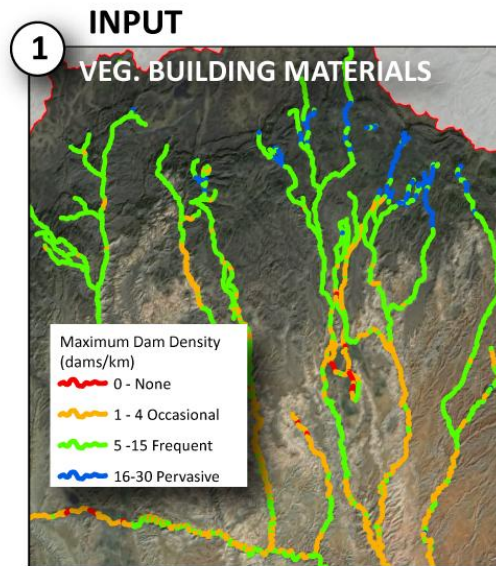 INPUT
1
VEG. BUILDING MATERIALS
Maximum Dam Density
(dams/km)
0 - None
1 - 4 Occasional
5 -15 Frequent
16-30 Pervasive